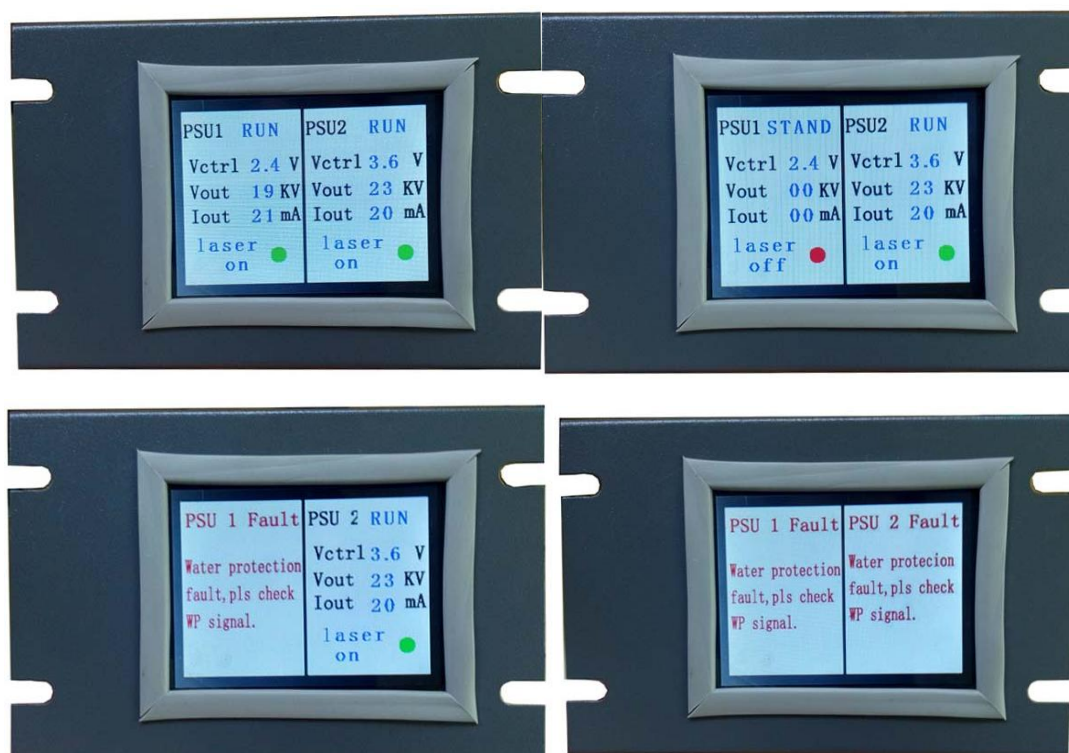 PSU1 RUN
Vctrl 2.4 V
Vout 19 KV
Iout 21 mA
laser
on
PSU2 RUN
Vctrl 3.6 V
Vout 23 KV
Iout 20 mA
laser
on
PSU1 STAND
Vctrl 2.4 V
Vout 00 KV
Iout 00 mA
laser
off
PSU2 RUN
Vctrl 3.6 V
Vout 23 KV
Iout 20 mA
laser
on
PSU 1 Fault
Water protection
fault,pls check
WP signal.
PSU 2 RUN
Vctrl 3.6 V
Vout 23 KV
Iout 20 mA
laser
on
PSU 1 Fault
Water protection
fault,pls check
WP signal.
PSU 2 Fault
Water protecion
fault,pls check
WP signal.